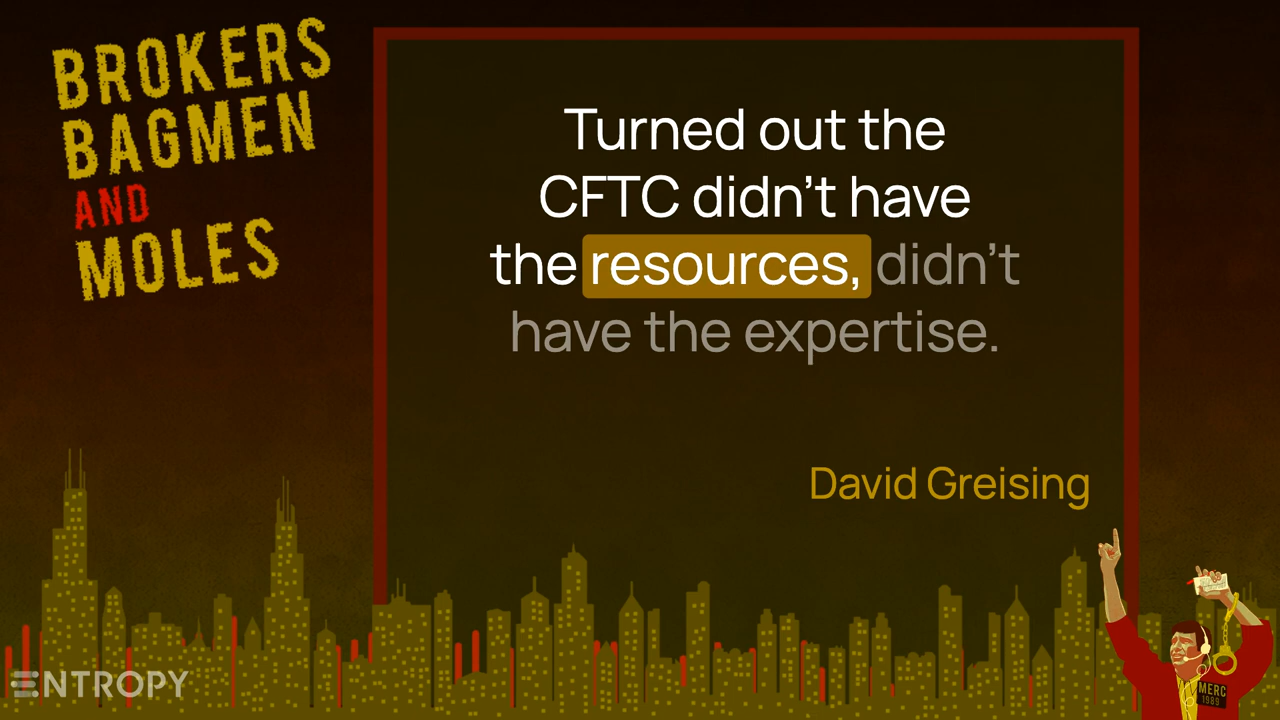 BROKERS
BAGMEN
AND
MOLES
Turned out the
CFTC didn't have
the resources, didn't
have the expertise.
David Greising
ENTROPY
MERC
1989